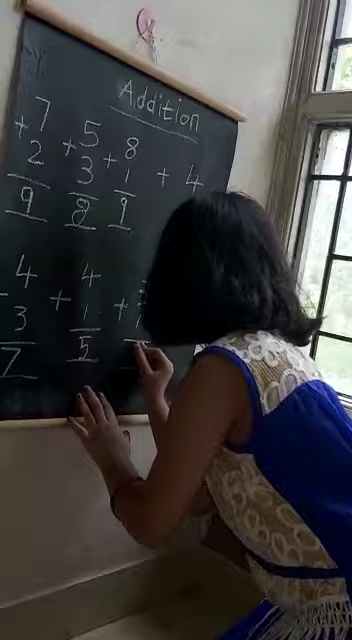 Addition
7 5 8
+ 2 + 3 + 1 + 4
9 8 9
4 4
3 + 1 +
7 5